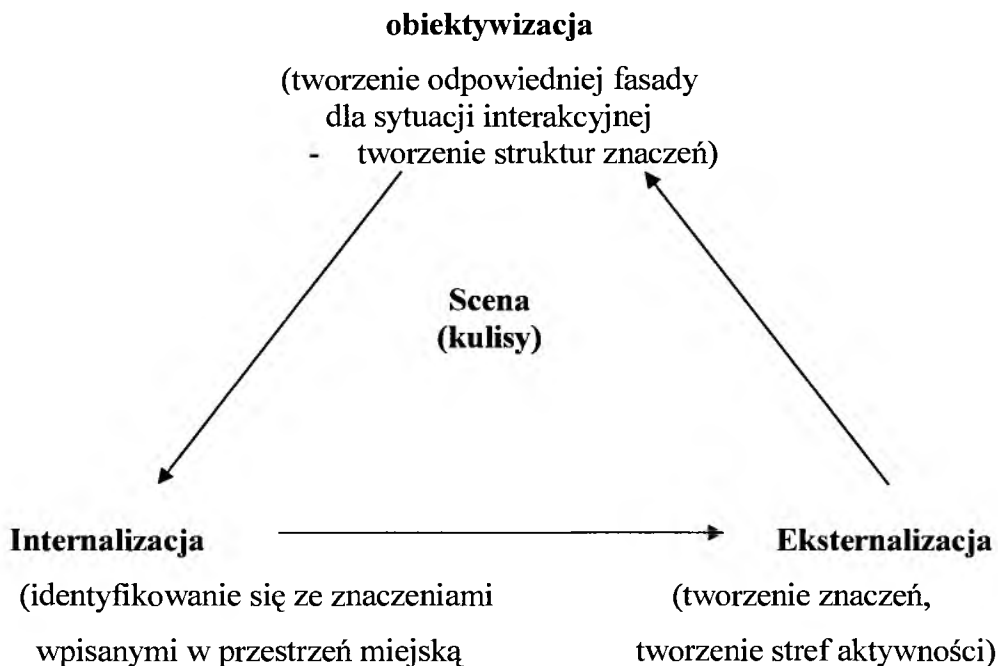 obiektywizacja
(tworzenie odpowiedniej fasady
dla sytuacji interakcyjnej
- tworzenie struktur znaczeń)
Scena
(kulisy)
Internalizacja
(identyfikowanie się ze znaczeniami
wpisanymi w przestrzeń miejską
Eksternalizacja
(tworzenie znaczeń,
tworzenie stref aktywności)